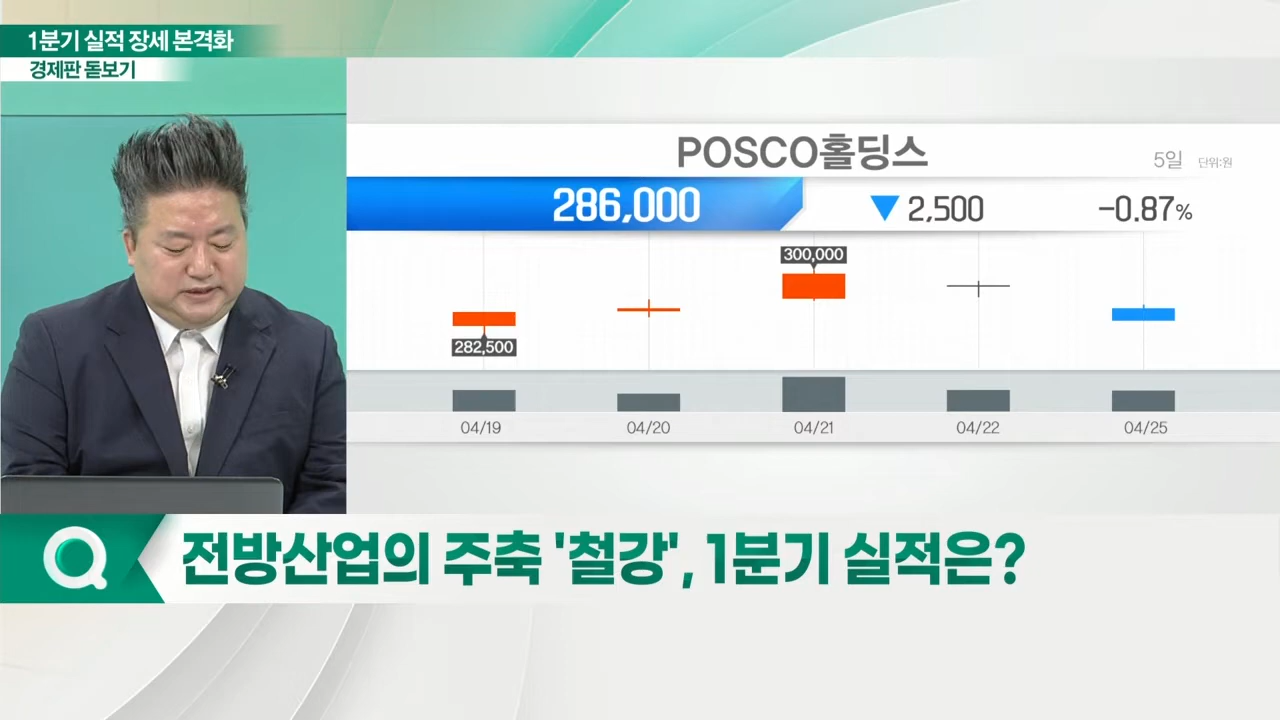 1분기 실적 장세 본격화
경제판 돋보기
POSCO홀딩스
5일 단위:원
286,000 ▼ 2,500 -0.87%
300,000
282,500
04/19 04/20 04/21 04/22 04/25
Q 전방산업의 주축 '철강', 1분기 실적은?